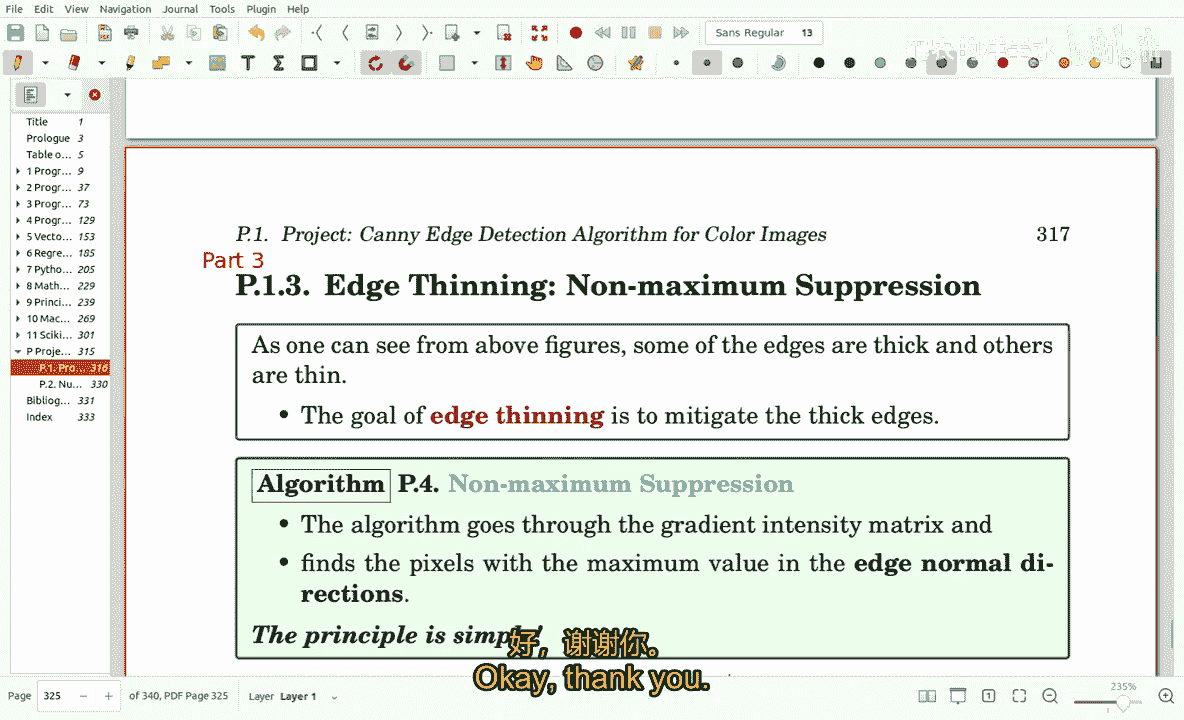 File Edit View Navigation Journal Tools Plugin Help
Sans Regular 13
Title 1
Prologue 3
Table o... 5
1 Progr... 9
2 Progr... 37
3 Progr... 73
4 Progr... 129
5 Vecto... 153
6 Regre... 185
7 Pytho... 205
8 Math... 229
9 Princi... 239
10 Mac... 269
11 Sciki... 301
P Proje... 315
P.1. Pro... 316
P.2. Nu... 330
Bibliog... 331
Index 333
P.1. Project: Canny Edge Detection Algorithm for Color Images 317
Part 3
P.1.3. Edge Thinning: Non-maximum Suppression
As one can see from above figures, some of the edges are thick and others
are thin.
• The goal of edge thinning is to mitigate the thick edges.
Algorithm P.4. Non-maximum Suppression
• The algorithm goes through the gradient intensity matrix and
• finds the pixels with the maximum value in the edge normal di-
rections.
The principle is simple!
好，谢谢你。
Okay, thank you.
Page 325 of 340, PDF Page 325 Layer Layer 1 235%